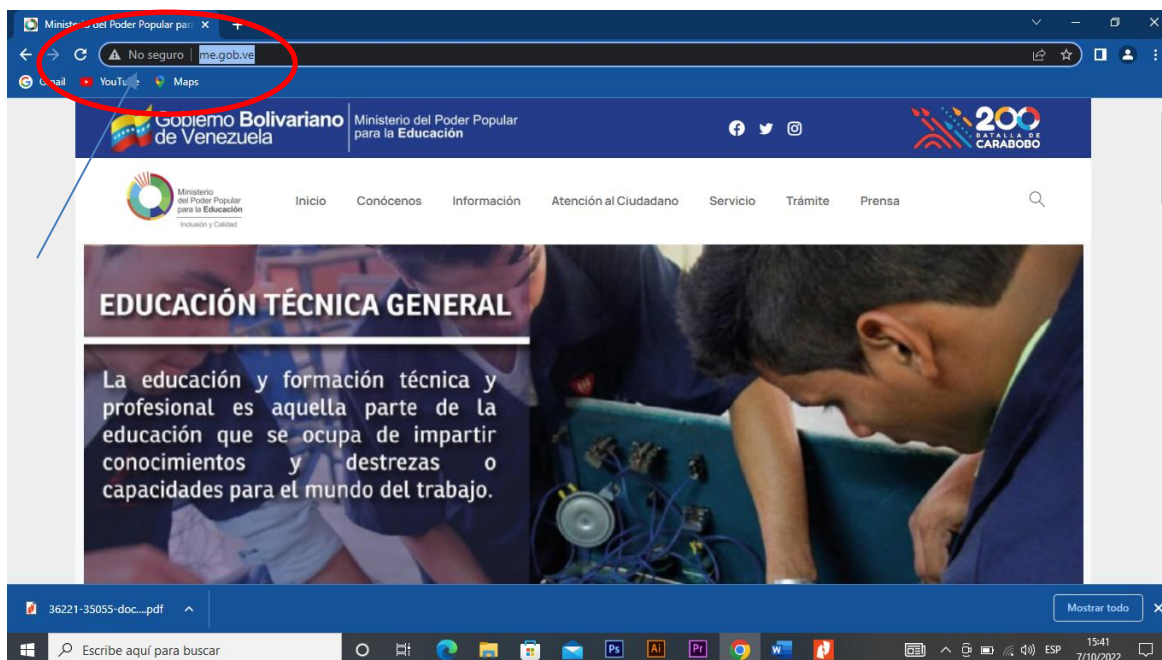 Ministerio del Poder Popular par
No seguro | me.gob.ve
Gmail YouTube Maps
Gobierno Bolivariano
de Venezuela
Ministerio del Poder Popular
para la Educación
200
BATALLA DE
CARABOBO
Ministerio
del Poder Popular
para la Educación
Inclusión y Calidad
Inicio Conócenos Información Atención al Ciudadano Servicio Trámite Prensa
EDUCACIÓN TÉCNICA GENERAL
La educación y formación técnica y
profesional es aquella parte de la
educación que se ocupa de impartir
conocimientos y destrezas o
capacidades para el mundo del trabajo.
36221-35055-doc....pdf
Mostrar todo
Escribe aquí para buscar
Ps Ai Pr
ESP
15:41
7/10/2022